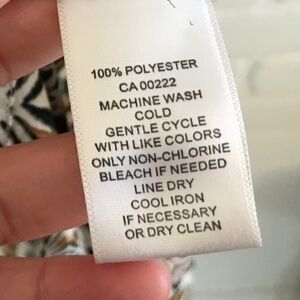 100% POLYESTER
CA 00222
MACHINE WASH
COLD
GENTLE CYCLE
WITH LIKE COLORS
ONLY NON-CHLORINE
BLEACH IF NEEDED
LINE DRY
COOL IRON
IF NECESSARY
OR DRY CLEAN